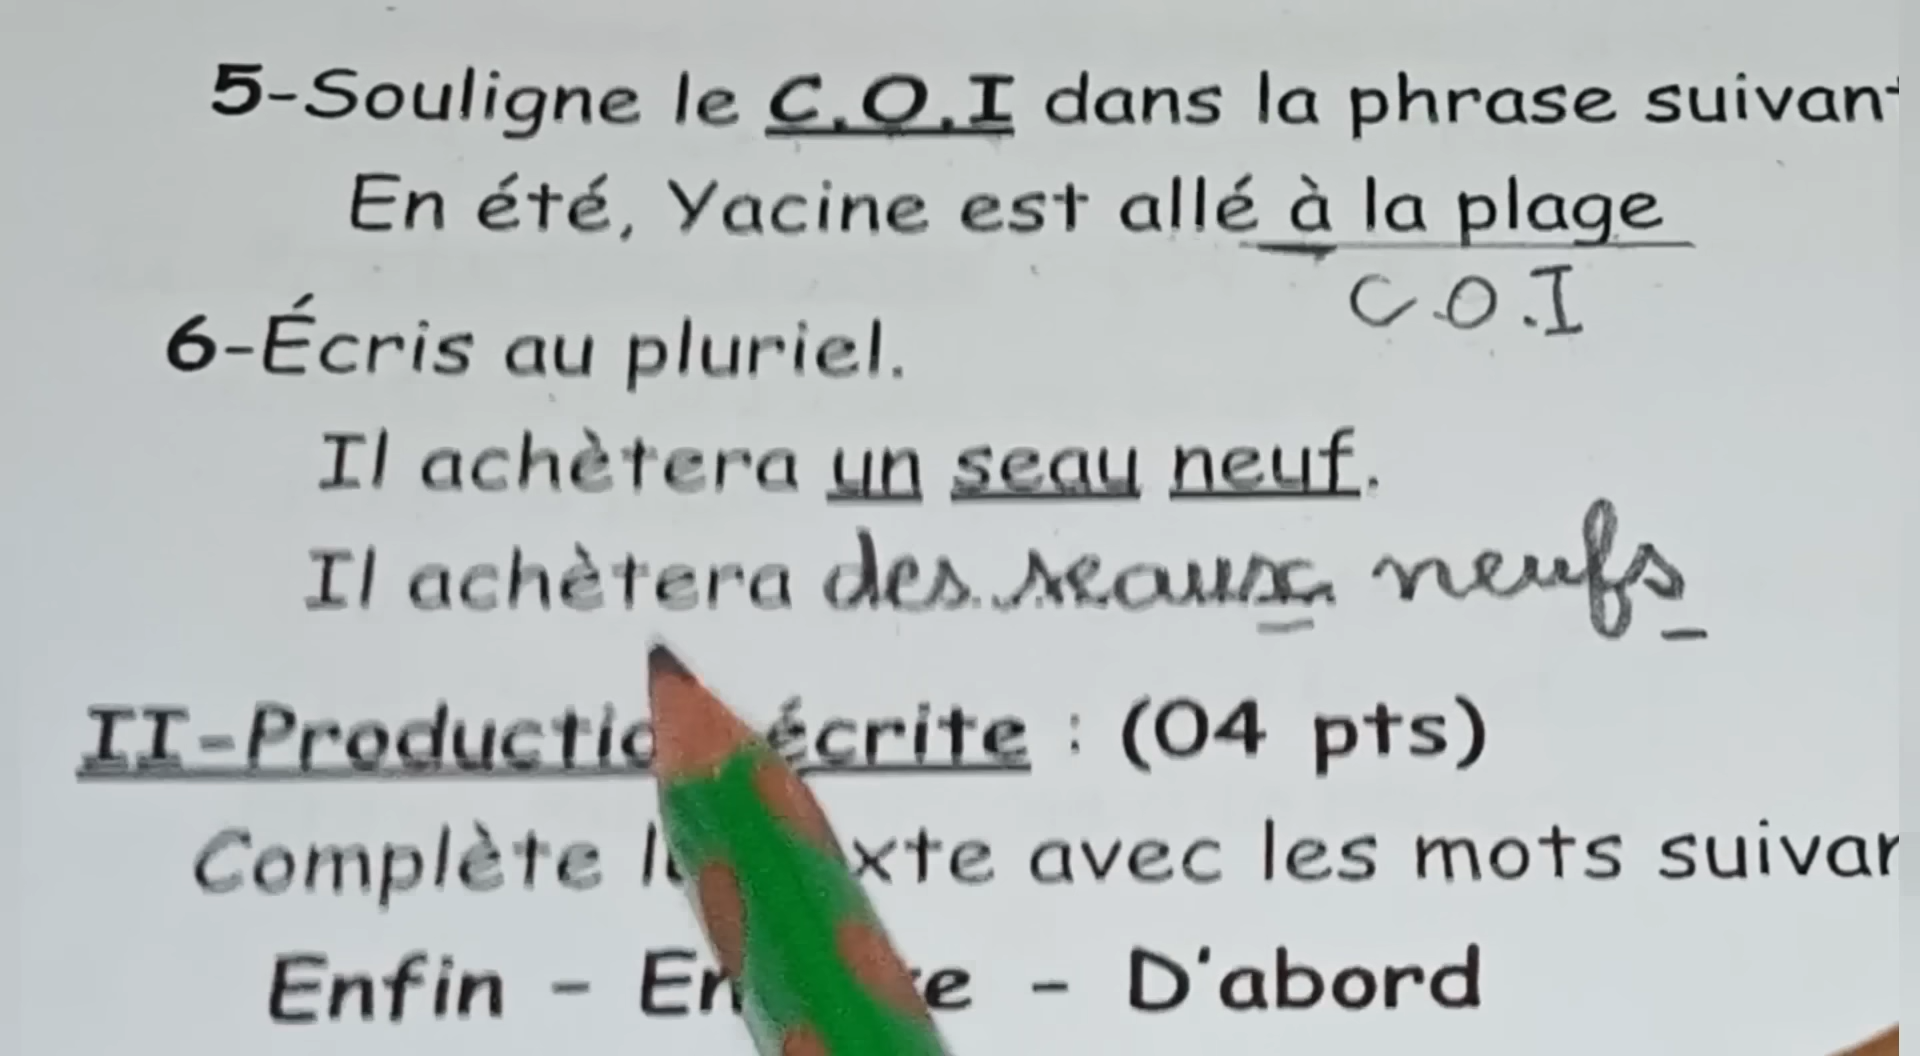 5-Souligne le C.O.I dans la phrase suivant
En été, Yacine est allé à la plage
C.O.I
6-Écris au pluriel.
Il achètera un seau neuf.
Il achètera des seaux neufs
II-Productio écrite : (04 pts)
Complète l xte avec les mots suivan
Enfin - En e - D'abord